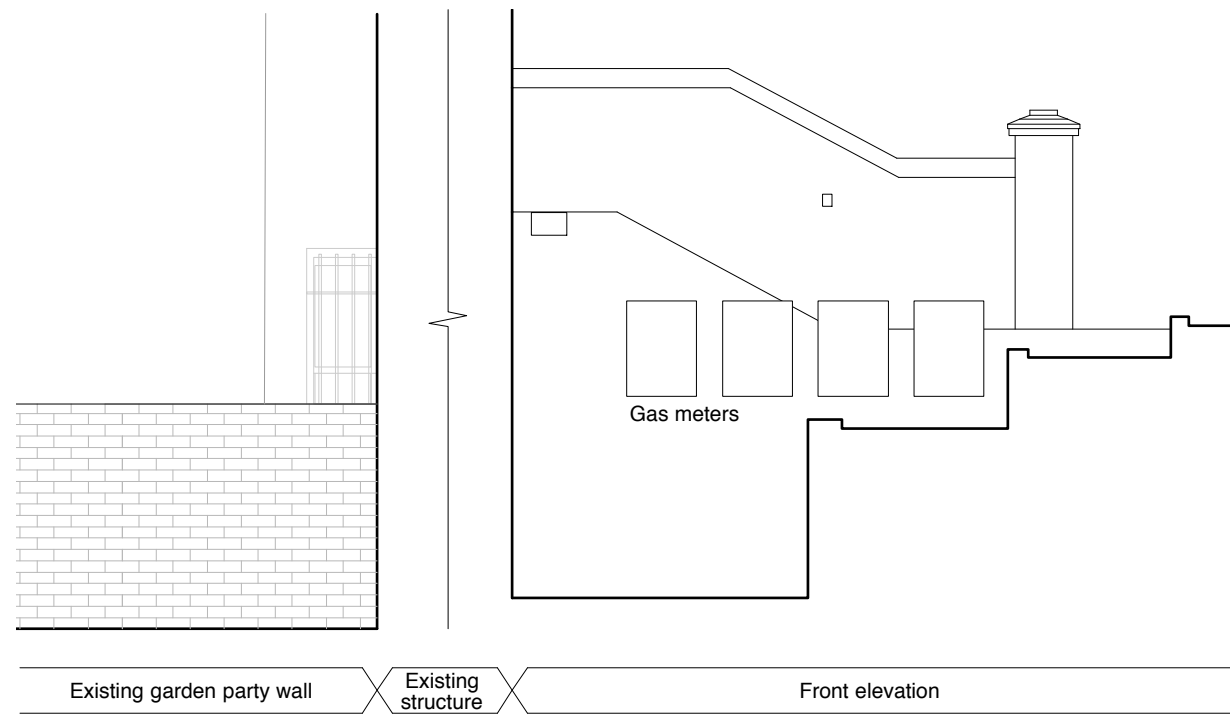 Gas meters
Existing garden party wall
Existing
structure
Front elevation